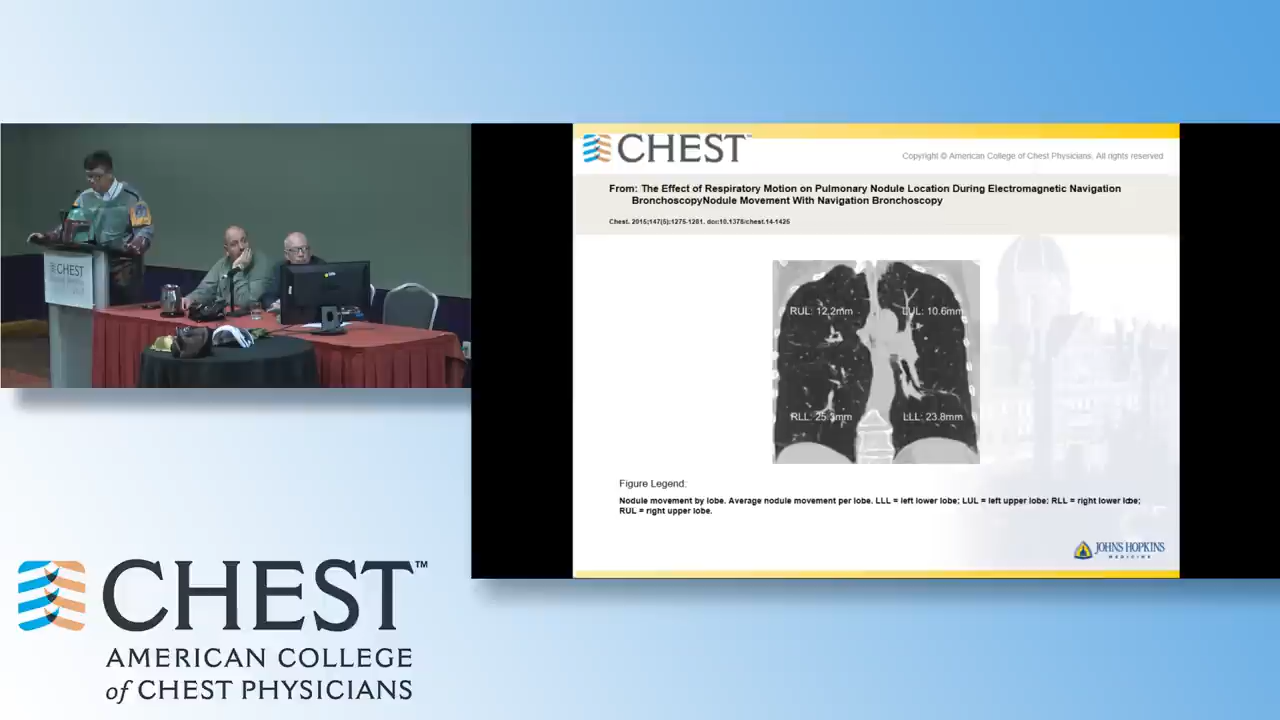 CHEST
CHEST™
Copyright © American College of Chest Physicians. All rights reserved
From: The Effect of Respiratory Motion on Pulmonary Nodule Location During Electromagnetic Navigation
BronchoscopyNodule Movement With Navigation Bronchoscopy
Chest. 2015;147(5):1275-1281. doi:10.1378/chest.14-1425
RUL: 12.2mm
LUL: 10.6mm
RLL: 25.3mm
LLL: 23.8mm
Figure Legend:
Nodule movement by lobe. Average nodule movement per lobe. LLL = left lower lobe; LUL = left upper lobe; RLL = right lower lobe;
RUL = right upper lobe.
JOHNS HOPKINS
MEDICINE
CHEST™
AMERICAN COLLEGE
of CHEST PHYSICIANS